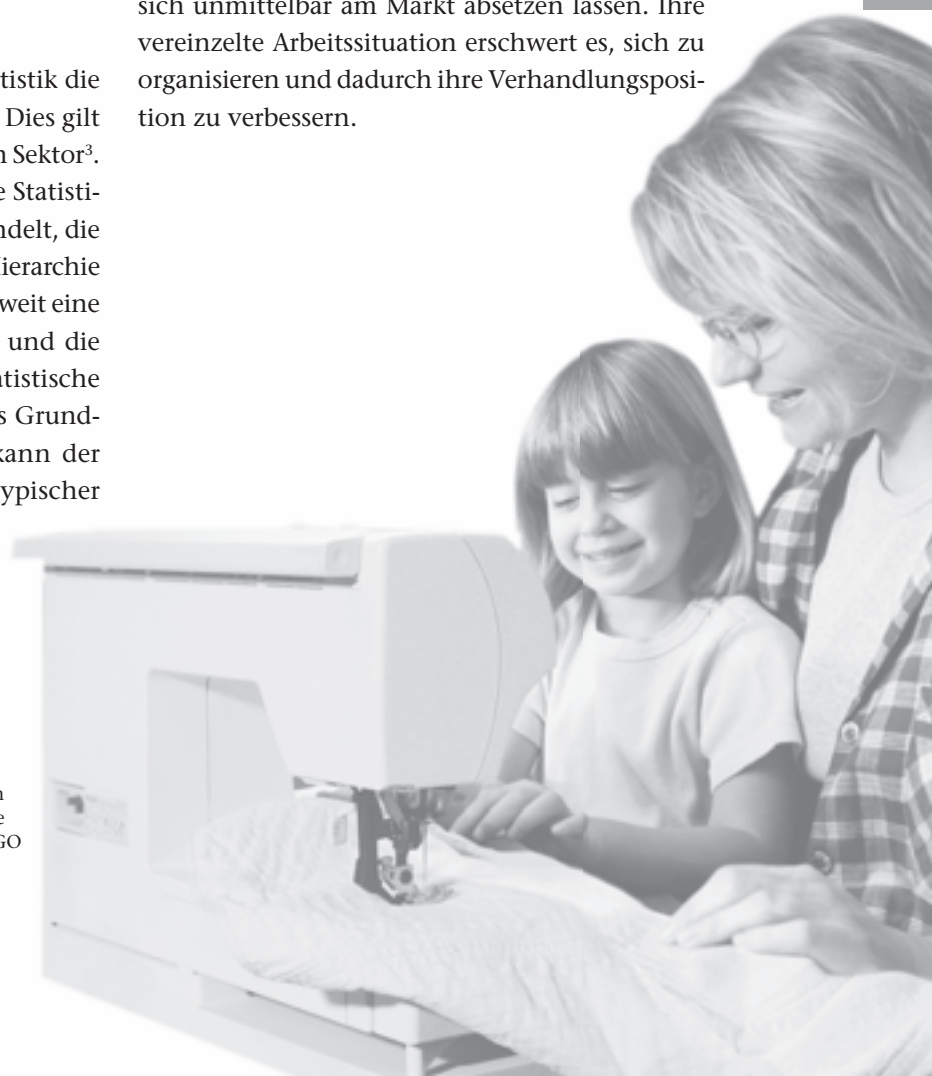 tistik die
Dies gilt
Sektor³.
Statisti-
delt, die
ierarchie
weit eine
und die
tistische
Grund-
kann der
ypischer
GO
sich unmittelbar am Markt absetzen lassen. Ihre
vereinzelte Arbeitssituation erschwert es, sich zu
organisieren und dadurch ihre Verhandlungsposi-
tion zu verbessern.